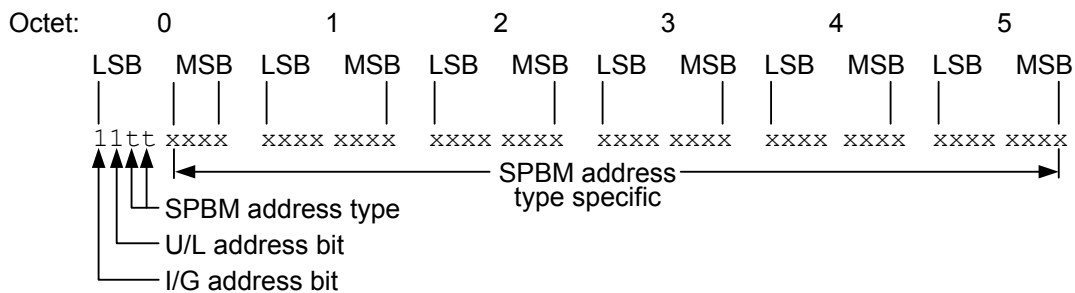 Octet: 0 1 2 3 4 5
LSB MSB LSB MSB LSB MSB LSB MSB LSB MSB LSB MSB
11tt xxxx xxxx xxxx xxxx xxxx xxxx xxxx xxxx xxxx xxxx xxxx
SPBM address
type specific
SPBM address type
U/L address bit
I/G address bit